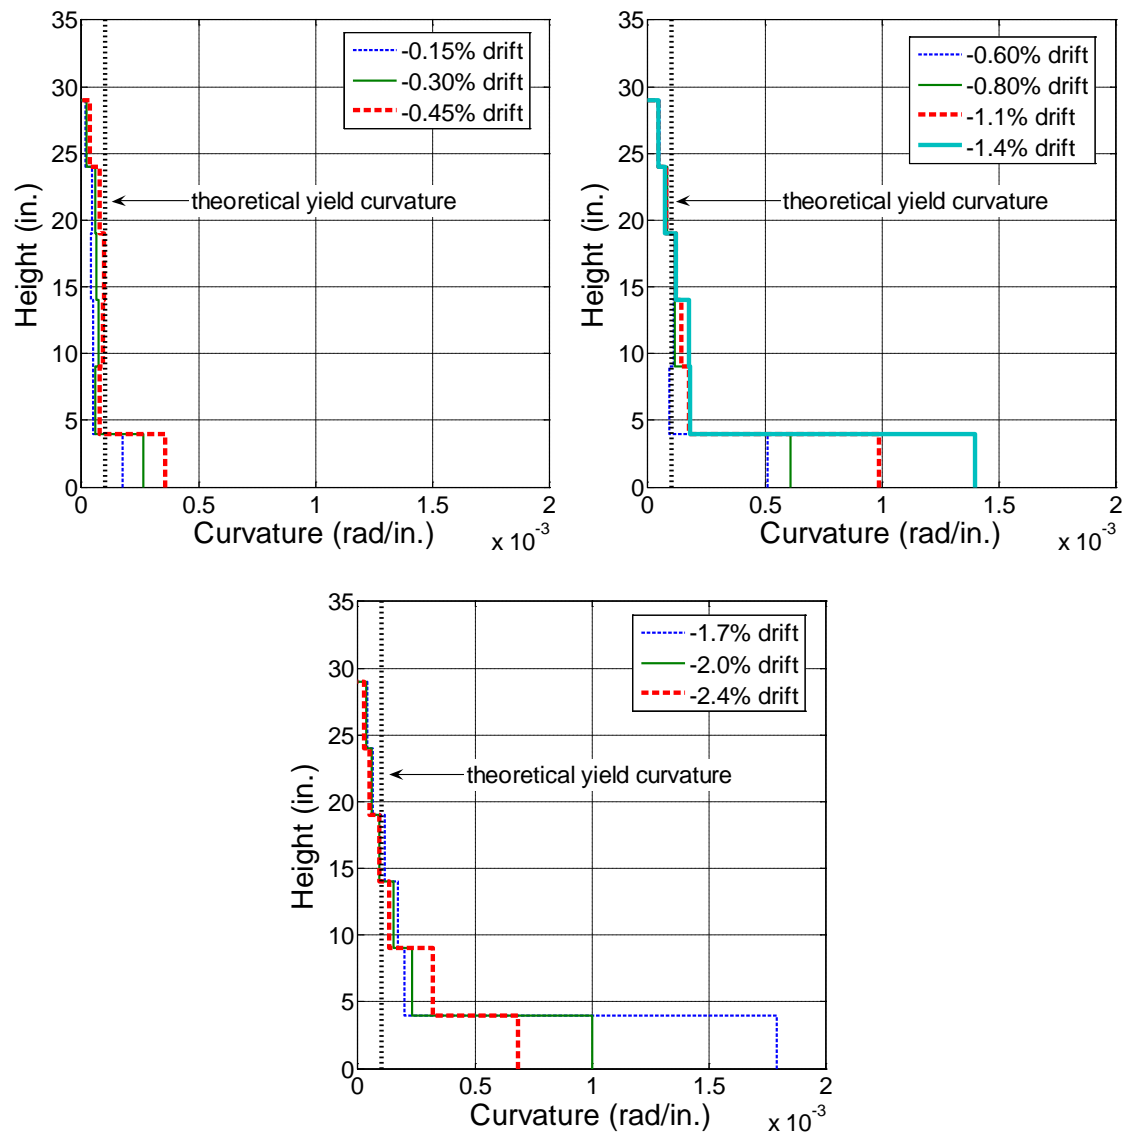 35
30
25
20
15
10
5
0
Height (in.)
-0.15% drift
-0.30% drift
-0.45% drift
theoretical yield curvature
0 0.5 1 1.5 2
Curvature (rad/in.)
x 10-3
35
30
25
20
15
10
5
0
Height (in.)
-0.60% drift
-0.80% drift
-1.1% drift
-1.4% drift
theoretical yield curvature
0 0.5 1 1.5 2
Curvature (rad/in.)
x 10-3
35
30
25
20
15
10
5
0
Height (in.)
-1.7% drift
-2.0% drift
-2.4% drift
theoretical yield curvature
0 0.5 1 1.5 2
Curvature (rad/in.)
x 10-3